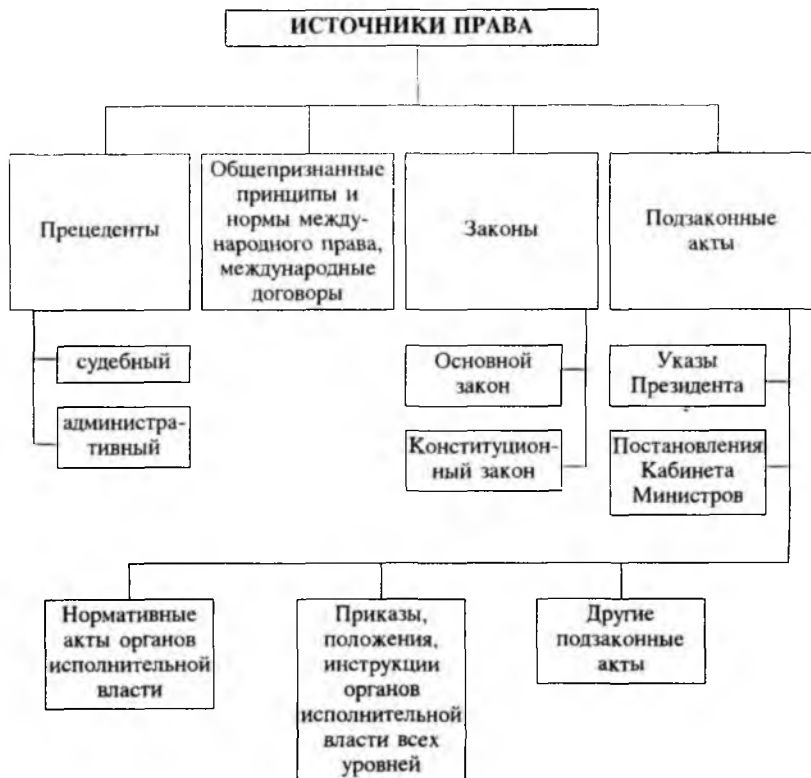 ИСТОЧНИКИ ПРАВА
Прецеденты
Общепризнанные
принципы и
нормы между-
народного права,
международные
договоры
Законы
Подзаконные
акты
судебный
административ-
тивный
Основной
закон
Конституцион-
ный закон
Указы
Президента
Постановления
Кабинета
Министров
Нормативные
акты органов
исполнительной
власти
Приказы,
положения,
инструкции
органов
исполнительной
власти всех
уровней
Другие
подзаконные
акты